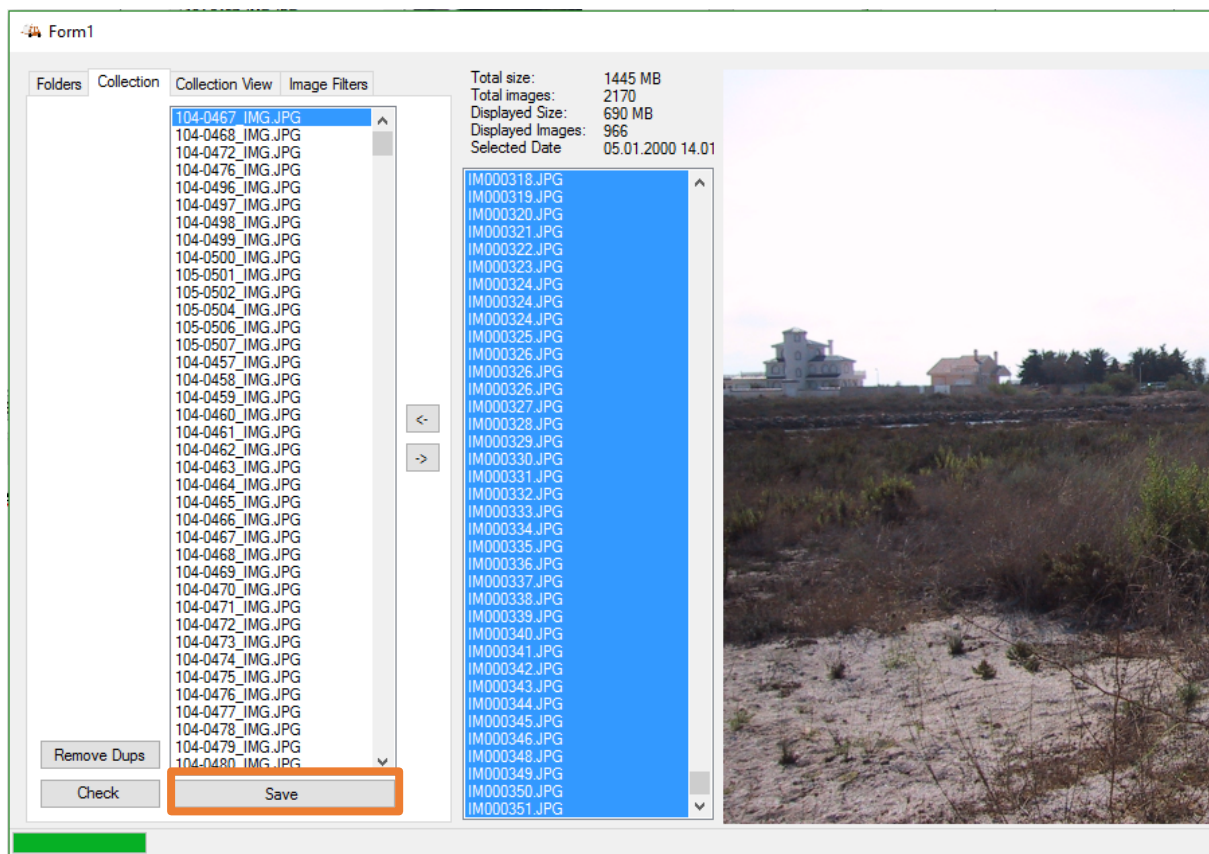 Form1
Folders Collection Collection View Image Filters
Total size: 1445 MB
Total images: 2170
Displayed Size: 690 MB
Displayed Images: 966
Selected Date 05.01.2000 14.01
104-0467_IMG.JPG
104-0468_IMG.JPG
104-0472_IMG.JPG
104-0476_IMG.JPG
104-0496_IMG.JPG
104-0497_IMG.JPG
104-0498_IMG.JPG
104-0499_IMG.JPG
104-0500_IMG.JPG
105-0501_IMG.JPG
105-0502_IMG.JPG
105-0504_IMG.JPG
105-0506_IMG.JPG
105-0507_IMG.JPG
104-0457_IMG.JPG
104-0458_IMG.JPG
104-0459_IMG.JPG
104-0460_IMG.JPG
104-0461_IMG.JPG
104-0462_IMG.JPG
104-0463_IMG.JPG
104-0464_IMG.JPG
104-0465_IMG.JPG
104-0466_IMG.JPG
104-0467_IMG.JPG
104-0468_IMG.JPG
104-0469_IMG.JPG
104-0470_IMG.JPG
104-0471_IMG.JPG
104-0472_IMG.JPG
104-0473_IMG.JPG
104-0474_IMG.JPG
104-0475_IMG.JPG
104-0476_IMG.JPG
104-0477_IMG.JPG
104-0478_IMG.JPG
104-0479_IMG.JPG
104-0480_IMG.JPG
<-
->
Remove Dups
Check
Save
IM000318.JPG
IM000319.JPG
IM000320.JPG
IM000321.JPG
IM000322.JPG
IM000323.JPG
IM000324.JPG
IM000324.JPG
IM000324.JPG
IM000325.JPG
IM000326.JPG
IM000326.JPG
IM000326.JPG
IM000327.JPG
IM000328.JPG
IM000329.JPG
IM000330.JPG
IM000331.JPG
IM000332.JPG
IM000333.JPG
IM000334.JPG
IM000335.JPG
IM000336.JPG
IM000337.JPG
IM000338.JPG
IM000339.JPG
IM000340.JPG
IM000341.JPG
IM000342.JPG
IM000343.JPG
IM000344.JPG
IM000345.JPG
IM000346.JPG
IM000348.JPG
IM000349.JPG
IM000350.JPG
IM000351.JPG